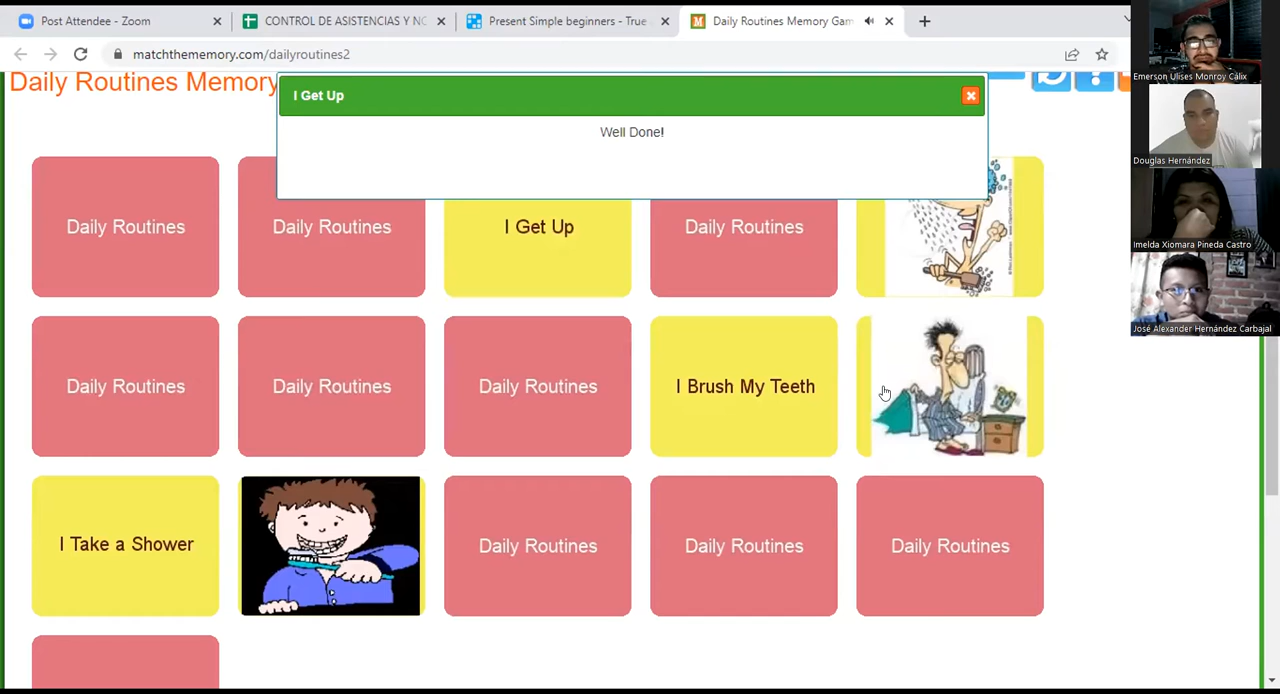 Post Attendee - Zoom
CONTROL DE ASISTENCIAS Y NO
Present Simple beginners - True
Daily Routines Memory Gam
matchthememory.com/dailyroutines2
Daily Routines Memory
I Get Up
Well Done!
Daily Routines
Daily Routines
I Get Up
Daily Routines
Daily Routines
Daily Routines
Daily Routines
I Brush My Teeth
I Take a Shower
Daily Routines
Daily Routines
Daily Routines
Emerson Ulises Monroy Cálix
Douglas Hernández
Imelda Xiomara Pineda Castro
José Alexander Hernández Carbajal